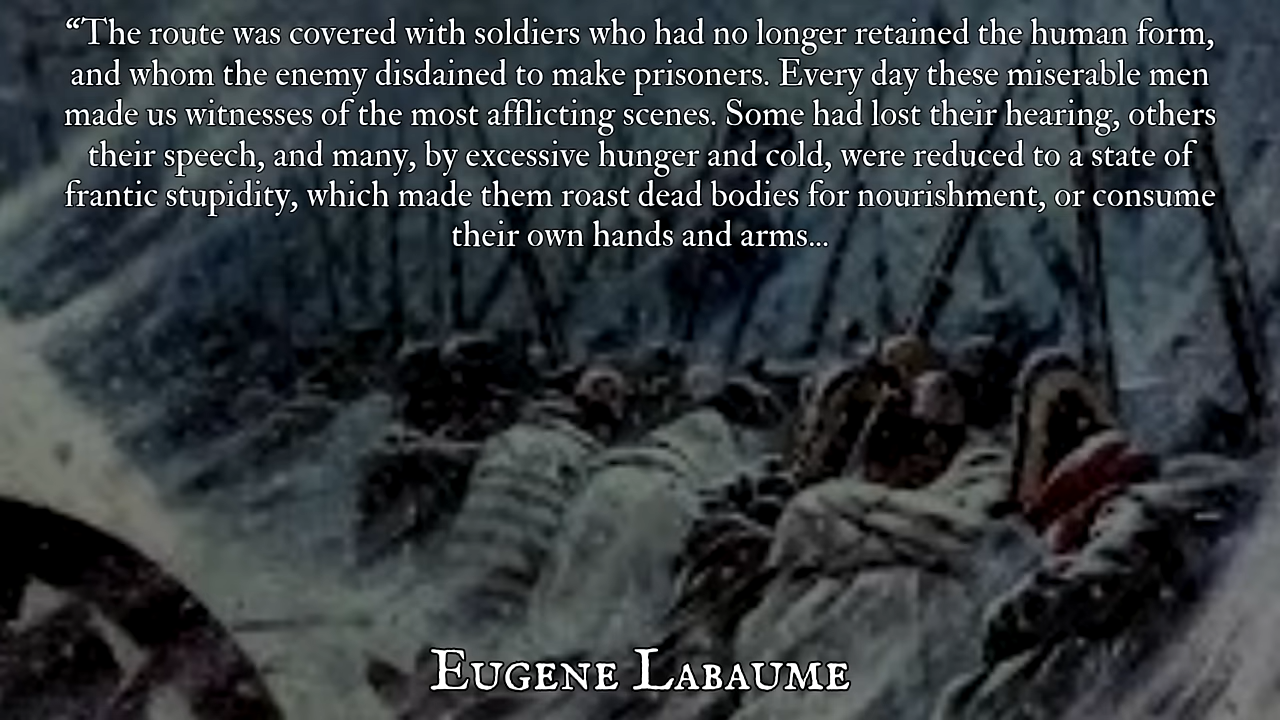 “The route was covered with soldiers who had no longer retained the human form,
and whom the enemy disdained to make prisoners. Every day these miserable men
made us witnesses of the most afflicting scenes. Some had lost their hearing, others
their speech, and many, by excessive hunger and cold, were reduced to a state of
frantic stupidity, which made them roast dead bodies for nourishment, or consume
their own hands and arms...
Eugene Labaume